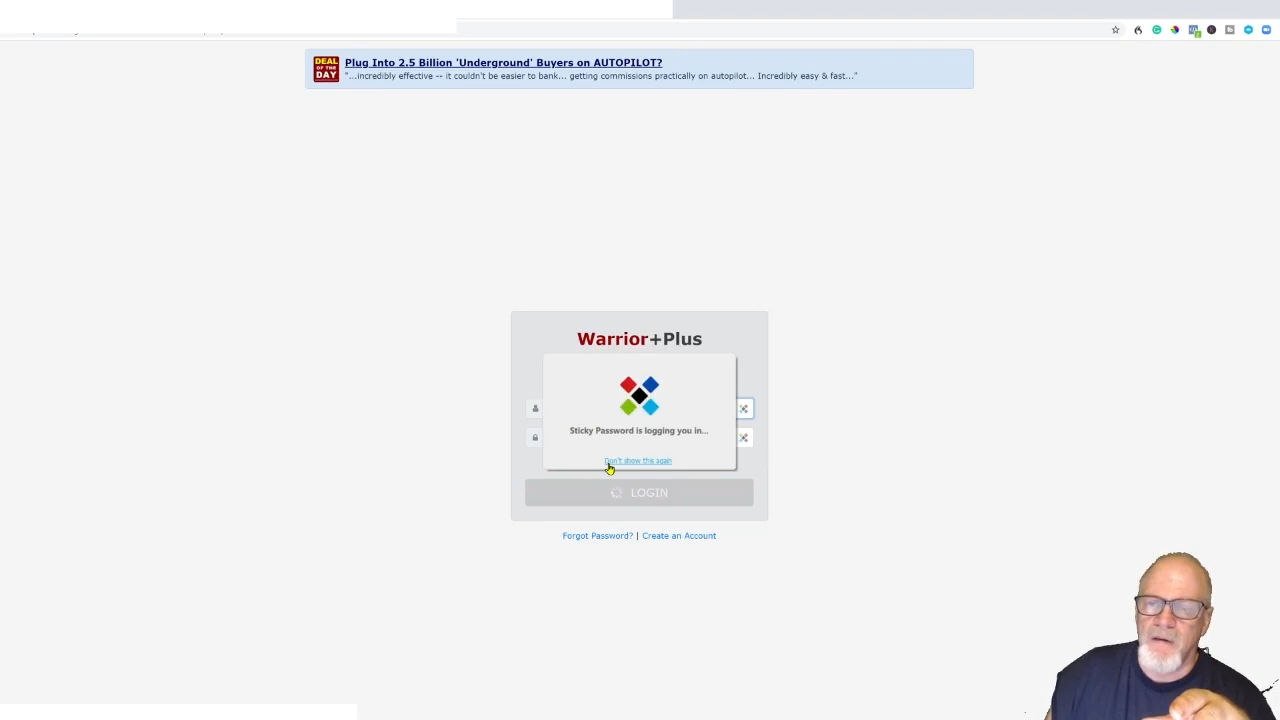 DEAL
OF THE
DAY
Plug Into 2.5 Billion 'Underground' Buyers on AUTOPILOT?
"...incredibly effective -- it couldn't be easier to bank... getting commissions practically on autopilot... Incredibly easy & fast..."
Warrior+Plus
Sticky Password is logging you in...
Don't show this again
LOGIN
Forgot Password? | Create an Account